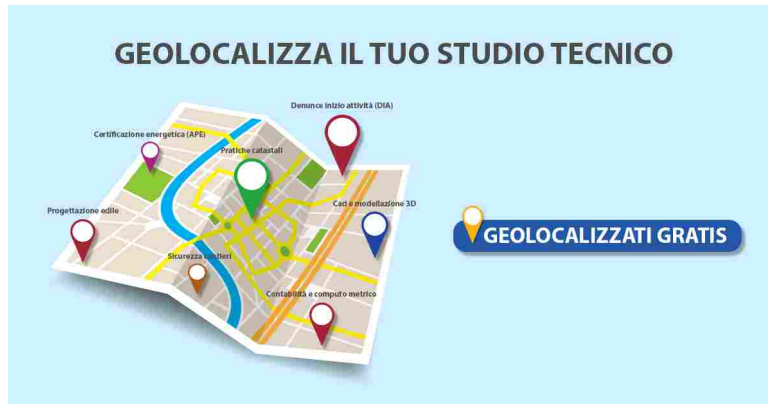 GEOLOCALIZZA IL TUO STUDIO TECNICO
Denunce inizio attività (DIA)
Certificazione energetica (APE)
Pratiche catastali
Cad e modellazione 3D
Progettazione edile
GEOLOCALIZZATI GRATIS
Sicurezza cantieri
Contabilità e computo metrico